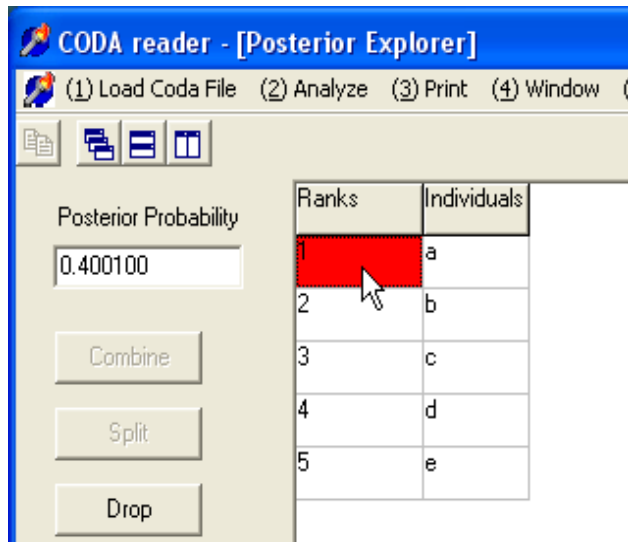 CODA reader - [Posterior Explorer]
(1) Load Coda File (2) Analyze (3) Print (4) Window (
Posterior Probability
0.400100
Combine
Split
Drop
Ranks Individuals
1 a
2 b
3 c
4 d
5 e